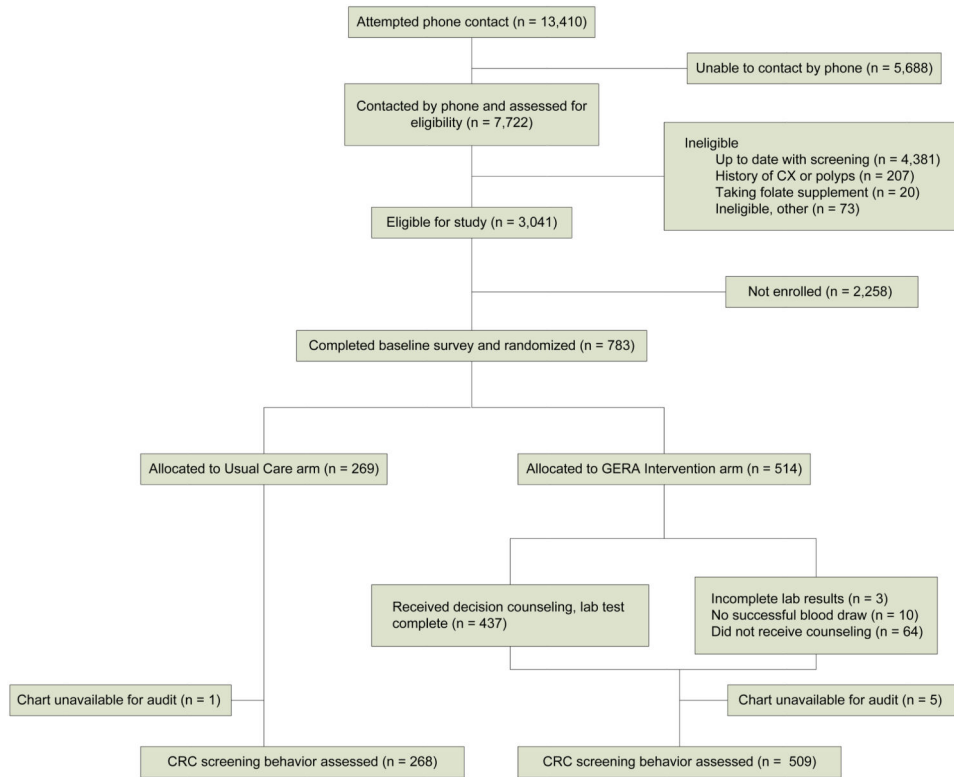 Attempted phone contact (n = 13,410)
Unable to contact by phone (n = 5,688)
Contacted by phone and assessed for
eligibility (n = 7,722)
Ineligible
Up to date with screening (n = 4,381)
History of CX or polyps (n = 207)
Taking folate supplement (n = 20)
Ineligible, other (n = 73)
Eligible for study (n = 3,041)
Not enrolled (n = 2,258)
Completed baseline survey and randomized (n = 783)
Allocated to Usual Care arm (n = 269)
Allocated to GERA Intervention arm (n = 514)
Received decision counseling, lab test
complete (n = 437)
Incomplete lab results (n = 3)
No successful blood draw (n = 10)
Did not receive counseling (n = 64)
Chart unavailable for audit (n = 1)
Chart unavailable for audit (n = 5)
CRC screening behavior assessed (n = 268)
CRC screening behavior assessed (n = 509)